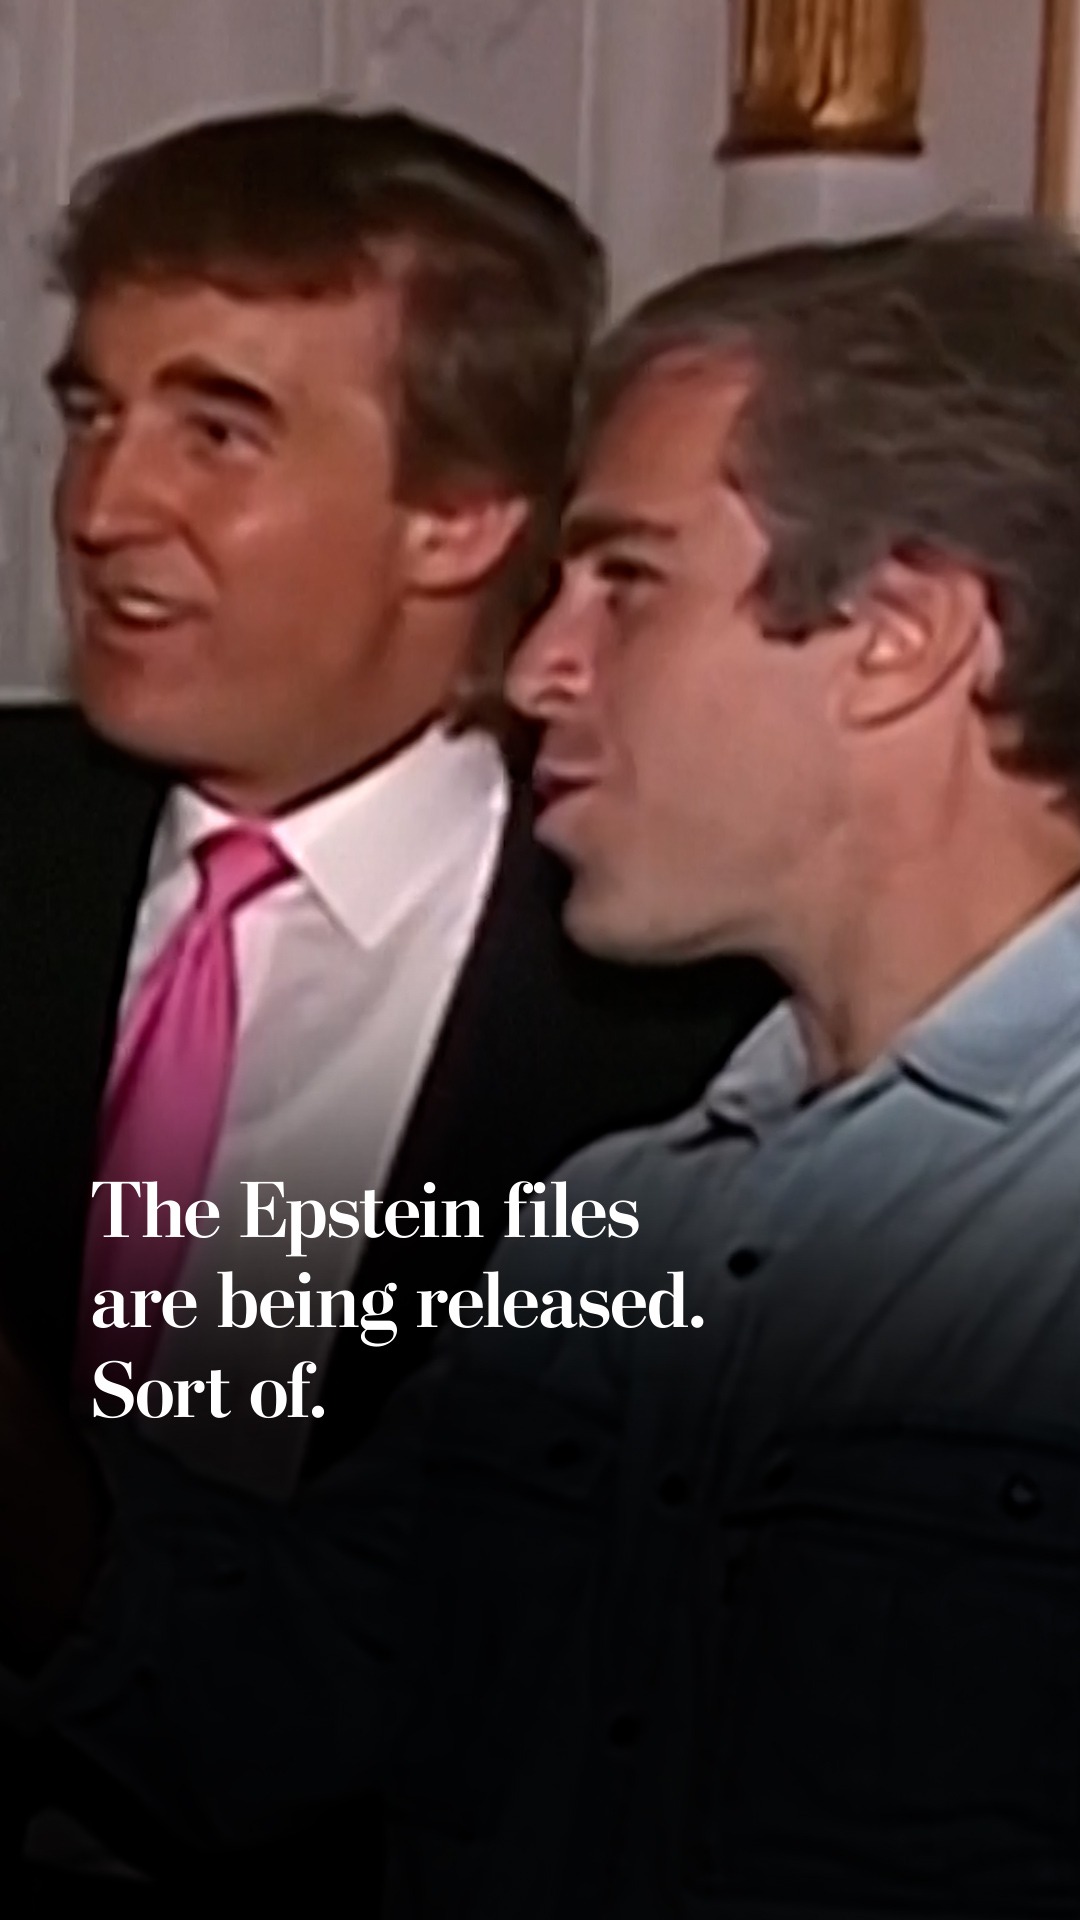 The Epstein files
are being released.
Sort of.